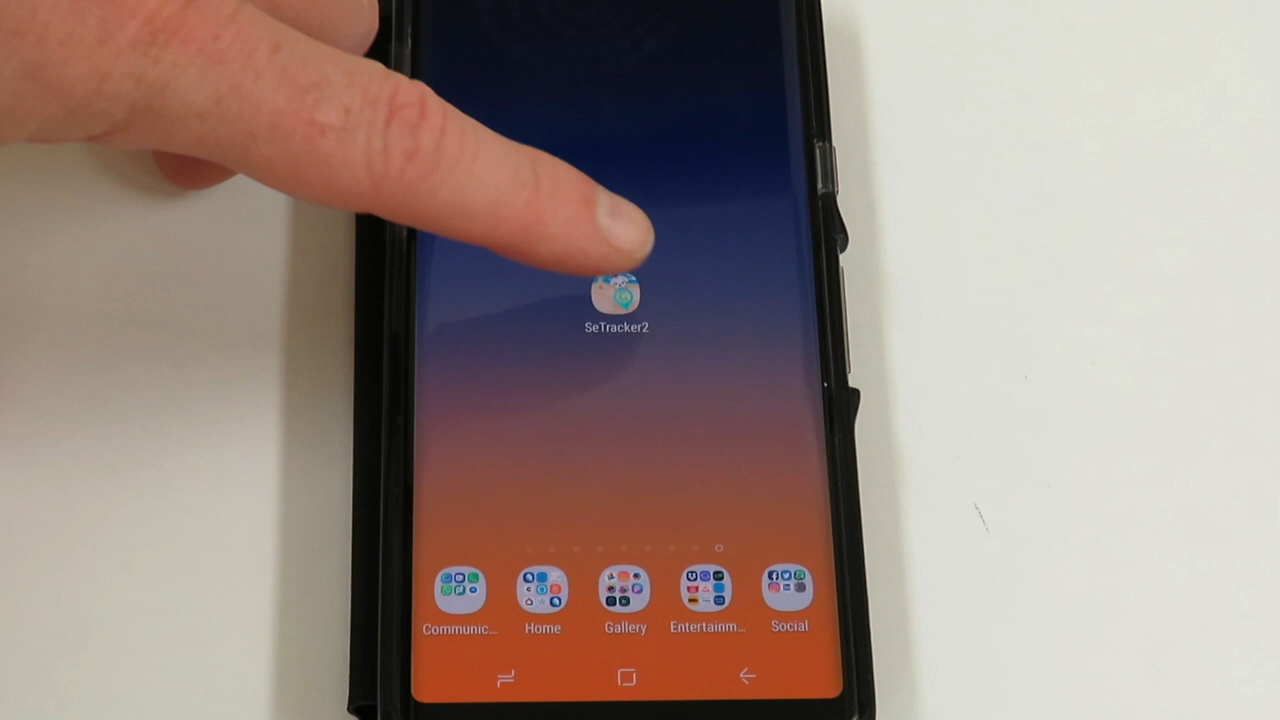 SeTracker2
Communic...
Home
Gallery
Entertainm...
Social